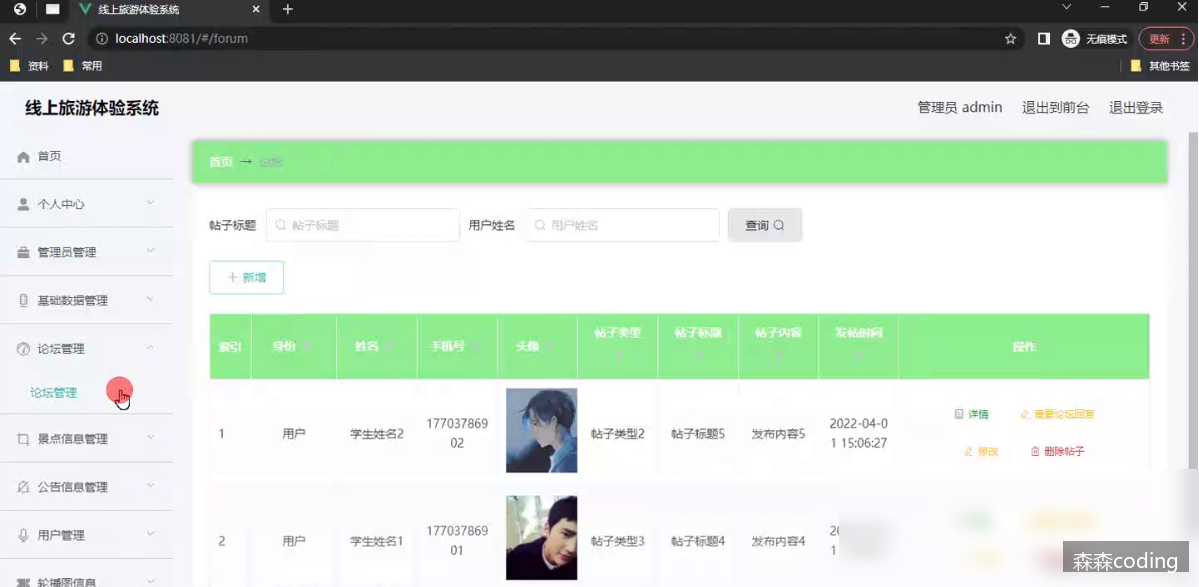 线上旅游体验系统
localhost:8081/#/forum
无痕模式
更新
资料
常用
其他书签
线上旅游体验系统
管理员 admin
退出到前台
退出登录
首页
个人中心
管理员管理
基础数据管理
论坛管理
论坛管理
景点信息管理
公告信息管理
用户管理
轮播图信息
首页 →
帖子标题
帖子标题
用户姓名
用户姓名
查询
+ 新增
索引 身份 姓名 手机号 头像 帖子类型 帖子标题 帖子内容 发帖时间 操作
1 用户 学生姓名2 177037869 帖子类型2 帖子标题5 发布内容5 2022-04-0
02 1 15:06:27
详情 查看论坛回复
修改 删除帖子
2 用户 学生姓名1 177037869 帖子类型3 帖子标题4 发布内容4 20
01 1
森森coding